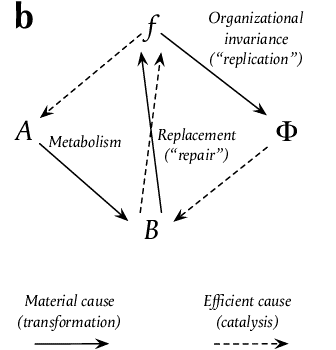 b
f
Organizational
invariance
(“replication”)
A
Metabolism
Replacement
(“repair”)
Φ
B
Material cause
(transformation)
Efficient cause
(catalysis)